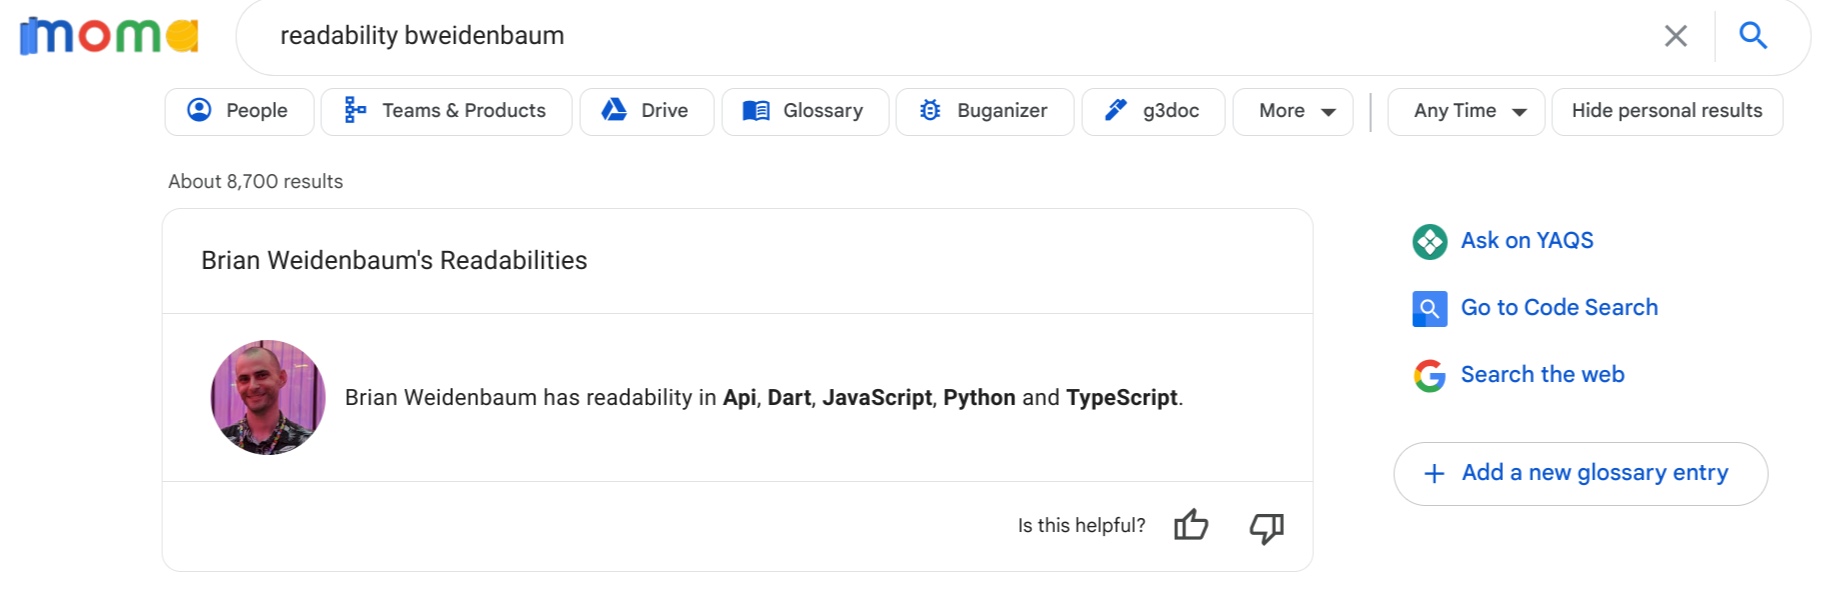 moma
readability bweidenbaum
People Teams & Products Drive Glossary Buganizer g3doc More Any Time Hide personal results
About 8,700 results
Brian Weidenbaum's Readabilities
Brian Weidenbaum has readability in Api, Dart, JavaScript, Python and TypeScript.
Is this helpful?
Ask on YAQS
Go to Code Search
Search the web
Add a new glossary entry